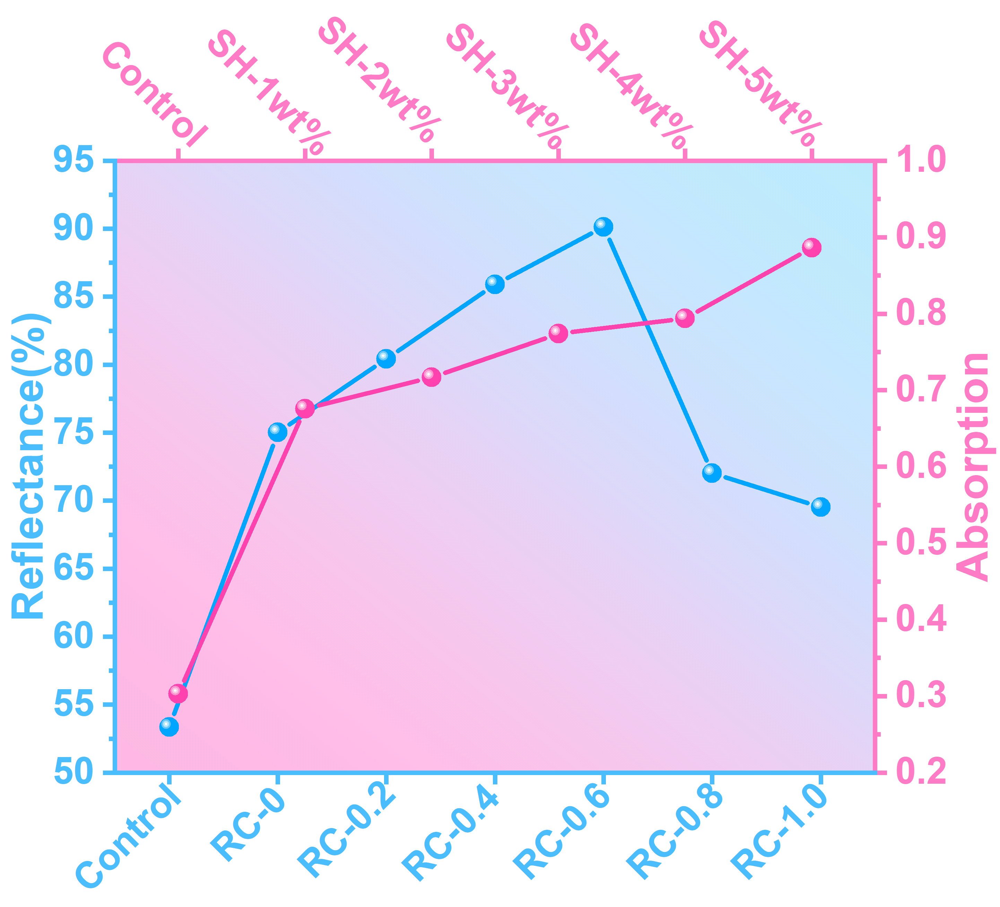 Control
SH-1wt%
SH-2wt%
SH-3wt%
SH-4wt%
SH-5wt%
Reflectance(%)
95
90
85
80
75
70
65
60
55
50
1.0
0.9
0.8
0.7
0.6
0.5
0.4
0.3
0.2
Absorption
Control
RC-0
RC-0.2
RC-0.4
RC-0.6
RC-0.8
RC-1.0